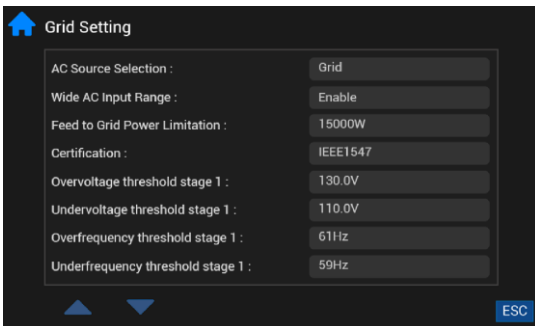 Grid Setting
AC Source Selection : Grid
Wide AC Input Range : Enable
Feed to Grid Power Limitation : 15000W
Certification : IEEE1547
Overvoltage threshold stage 1 : 130.0V
Undervoltage threshold stage 1 : 110.0V
Overfrequency threshold stage 1 : 61Hz
Underfrequency threshold stage 1 : 59Hz
ESC